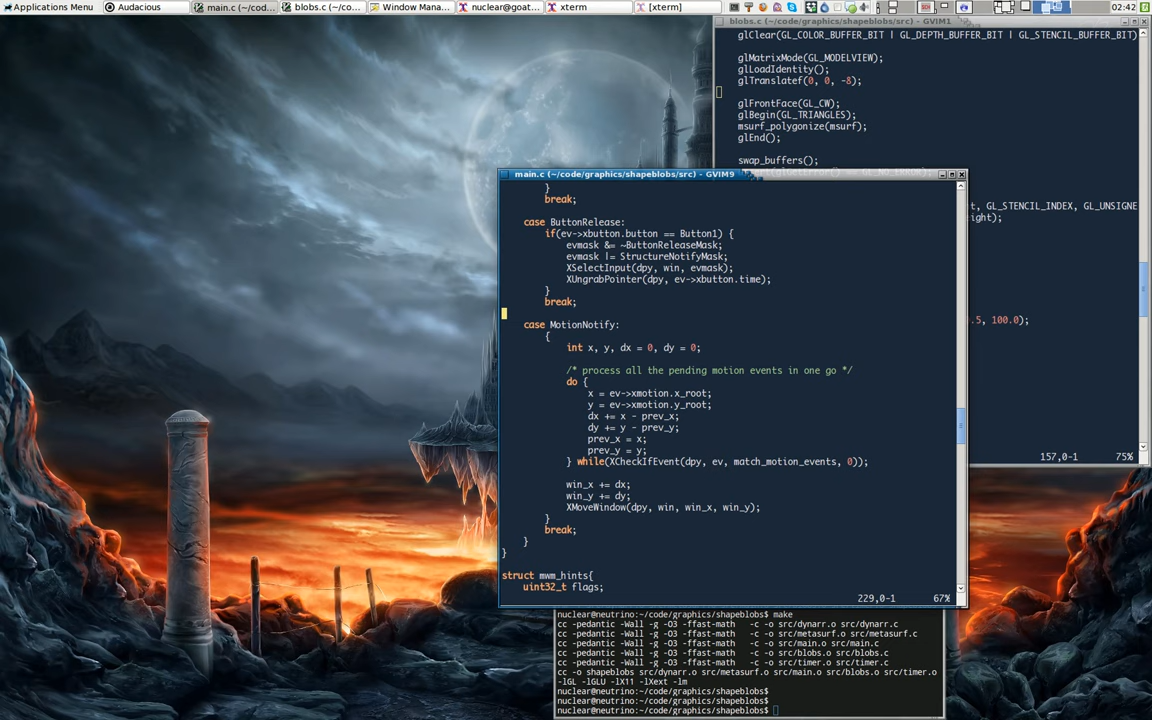 Applications Menu
Audacious
main.c (~/cod...
blobs.c (~/co...
Window Mana...
nuclear@goat...
xterm
[xterm]
02:42
blobs.c (~/code/graphics/shapeblobs/src) - GVIM1
glClear(GL_COLOR_BUFFER_BIT | GL_DEPTH_BUFFER_BIT | GL_STENCIL_BUFFER_BIT)
glMatrixMode(GL_MODELVIEW);
glLoadIdentity();
glTranslatef(0, 0, -8);
glFrontFace(GL_CW);
glBegin(GL_TRIANGLES);
msurf_polygonize(msurf);
glEnd();
swap_buffers();
(glGetError() == GL_NO_ERROR);
t, GL_STENCIL_INDEX, GL_UNSIGNE
ight);
.5, 100.0);
157,0-1 75%
main.c (~/code/graphics/shapeblobs/src) - GVIM9
}
break;
case ButtonRelease:
if(ev->xbutton.button == Button1) {
evmask &= ~ButtonReleaseMask;
evmask |= StructureNotifyMask;
XSelectInput(dpy, win, evmask);
XUngrabPointer(dpy, ev->xbutton.time);
}
break;
case MotionNotify:
{
int x, y, dx = 0, dy = 0;
/* process all the pending motion events in one go */
do {
x = ev->xmotion.x_root;
y = ev->xmotion.y_root;
dx += x - prev_x;
dy += y - prev_y;
prev_x = x;
prev_y = y;
} while(XCheckIfEvent(dpy, ev, match_motion_events, 0));
win_x += dx;
win_y += dy;
XMoveWindow(dpy, win, win_x, win_y);
}
break;
}
}
struct mwm_hints{
uint32_t flags;
229,0-1 67%
nuclear@neutrino:~/code/graphics/shapeblobs$ make
cc -pedantic -Wall -g -O3 -ffast-math -c -o src/dynarr.o src/dynarr.c
cc -pedantic -Wall -g -O3 -ffast-math -c -o src/metasurf.o src/metasurf.c
cc -pedantic -Wall -g -O3 -ffast-math -c -o src/main.o src/main.c
cc -pedantic -Wall -g -O3 -ffast-math -c -o src/blobs.o src/blobs.c
cc -pedantic -Wall -g -O3 -ffast-math -c -o src/timer.o src/timer.c
cc -o shapeblobs src/dynarr.o src/metasurf.o src/main.o src/blobs.o src/timer.o
-lGL -lGLU -lX11 -lXext -lm
nuclear@neutrino:~/code/graphics/shapeblobs$
nuclear@neutrino:~/code/graphics/shapeblobs$
nuclear@neutrino:~/code/graphics/shapeblobs$